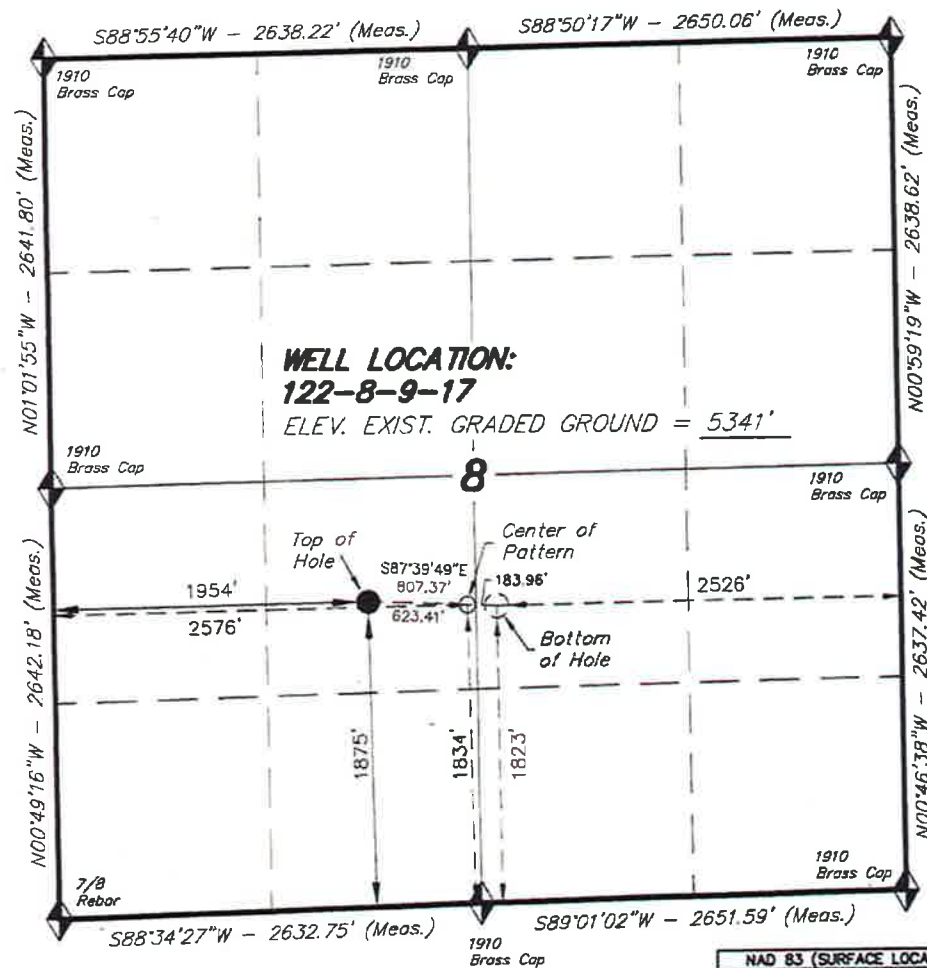 S88°55'40"W - 2638.22' (Meas.)
S88°50'17"W - 2650.06' (Meas.)
1910
Brass Cap
1910
Brass Cap
1910
Brass Cap
N01°01'55"W - 2641.80' (Meas.)
N00°59'19"W - 2638.62' (Meas.)
WELL LOCATION:
122-8-9-17
ELEV. EXIST. GRADED GROUND = 5341'
1910
Brass Cap
8
1910
Brass Cap
Top of
Hole
Center of
Pattern
S87°39'49"E
807.37'
623.41'
183.96'
1954'
2576'
2526'
Bottom
of Hole
N00°49'16"W - 2642.18' (Meas.)
N00°46'38"W - 2637.42' (Meas.)
1875'
1834'
1823'
7/8
Rebar
1910
Brass Cap
S88°34'27"W - 2632.75' (Meas.)
S89°01'02"W - 2651.59' (Meas.)
1910
Brass Cap
NAD 83 (SURFACE LOCA